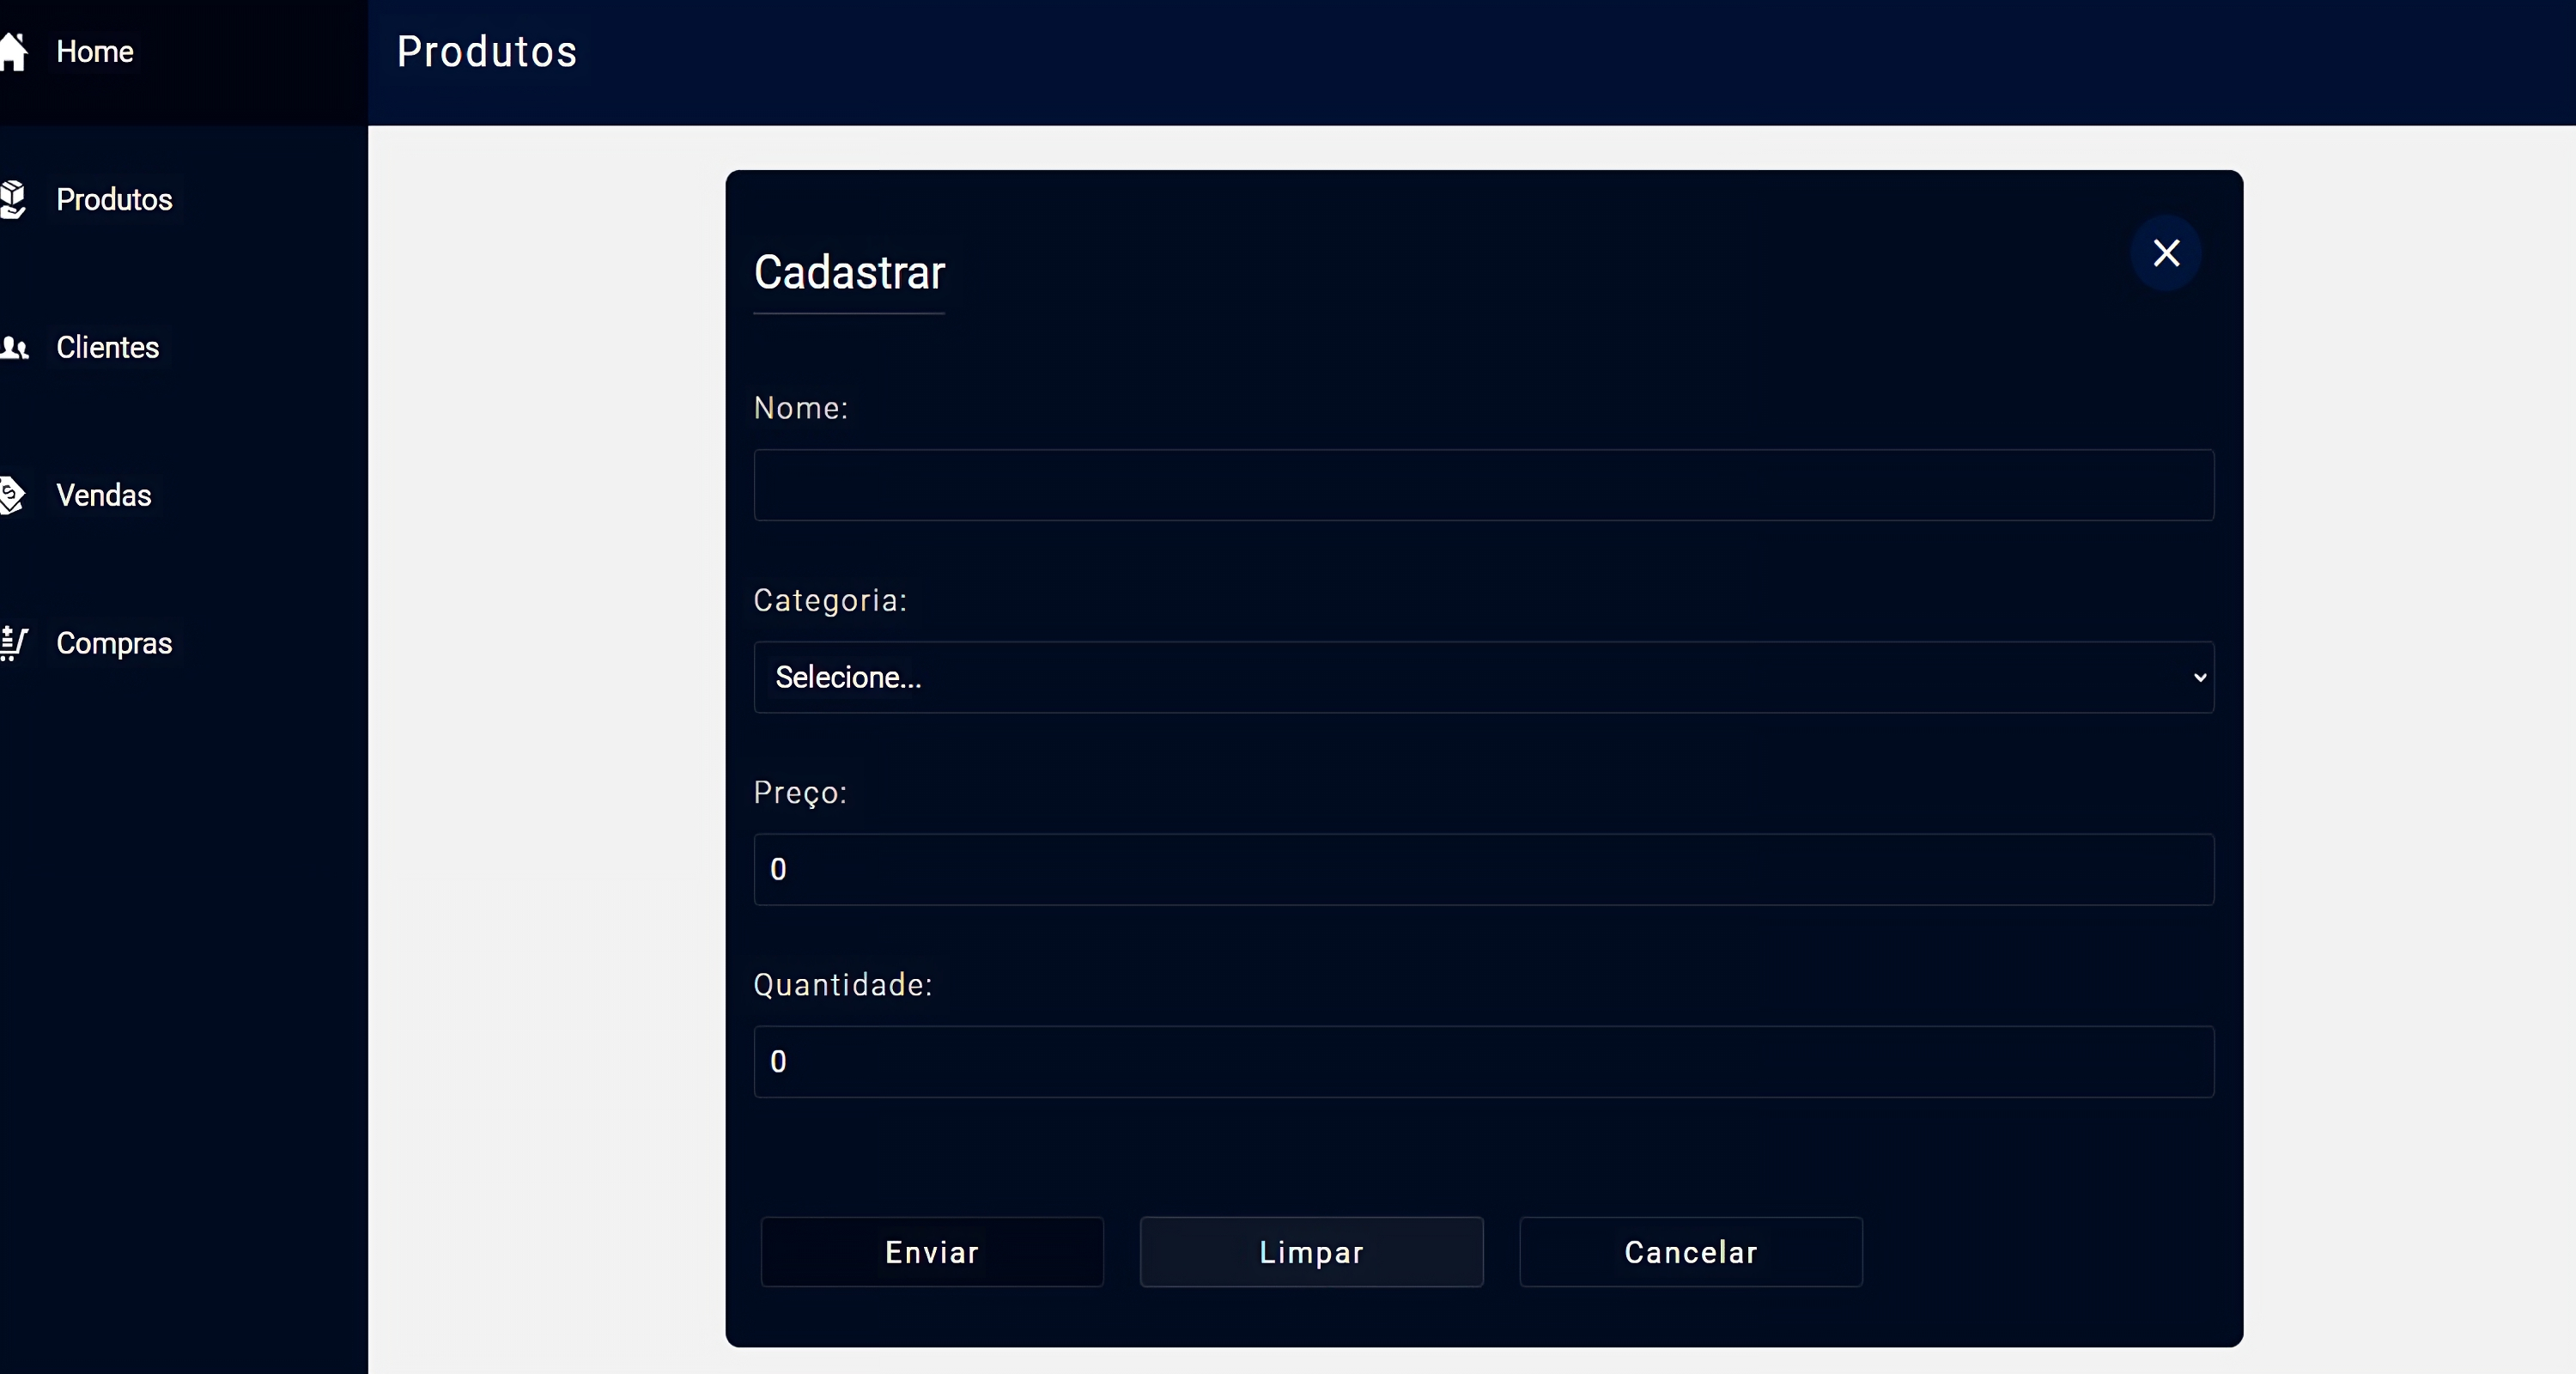 Home
Produtos
Clientes
Vendas
Compras
Produtos
Cadastrar
Nome:
Categoria:
Selecione...
Preço:
0
Quantidade:
0
Enviar
Limpar
Cancelar